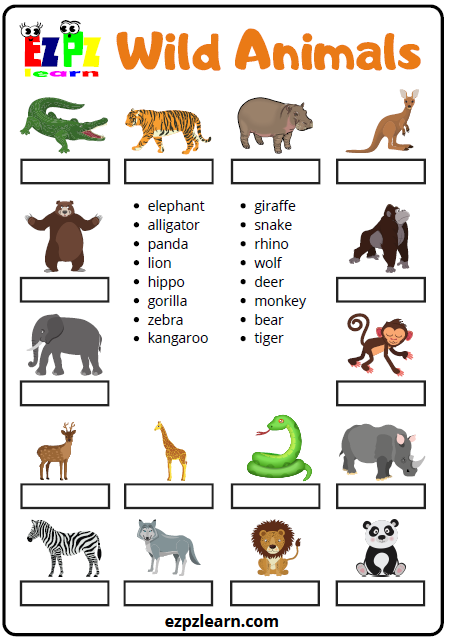 EZPZ
learn
Wild Animals
• elephant
• alligator
• panda
• lion
• hippo
• gorilla
• zebra
• kangaroo
• giraffe
• snake
• rhino
• wolf
• deer
• monkey
• bear
• tiger
ezpzlearn.com